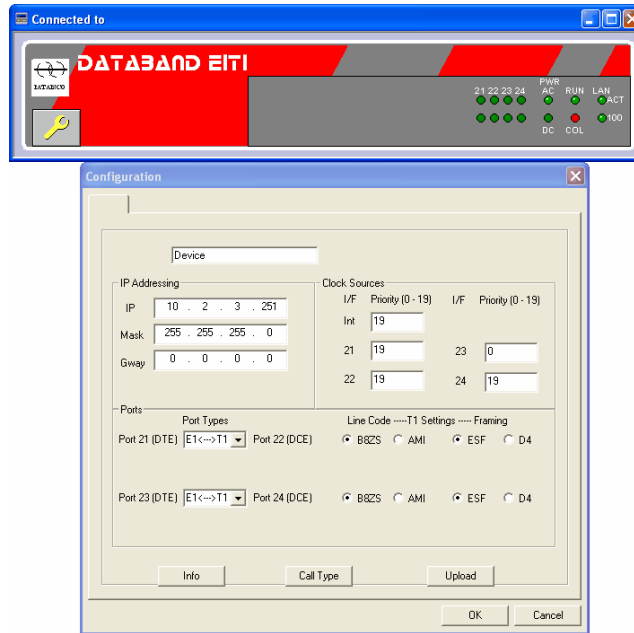 Connected to
DATABAND EITI
DATABNCO
21 22 23 24 PWR AC RUN LAN
ACT
100
DC COL
Configuration
Device
IP Addressing
IP 10 . 2 . 3 . 251
Mask 255 . 255 . 255 . 0
Gway 0 . 0 . 0 . 0
Clock Sources
I/F Priority (0 - 19) I/F Priority (0 - 19)
Int 19
21 19 23 0
22 19 24 19
Ports
Port Types Line Code -----T1 Settings ----- Framing
Port 21 (DTE) E1<--->T1 Port 22 (DCE) B8ZS AMI ESF D4
Port 23 (DTE) E1<--->T1 Port 24 (DCE) B8ZS AMI ESF D4
Info Call Type Upload
OK Cancel